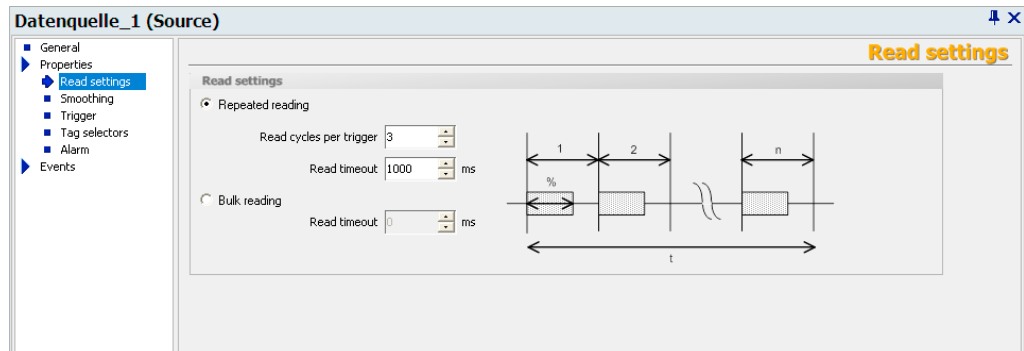 Datenquelle_1 (Source)
General
Properties
Read settings
Smoothing
Trigger
Tag selectors
Alarm
Events
Read settings
Read settings
Repeated reading
Read cycles per trigger 3
Read timeout 1000 ms
Bulk reading
Read timeout 0 ms
1 2 n
%
t